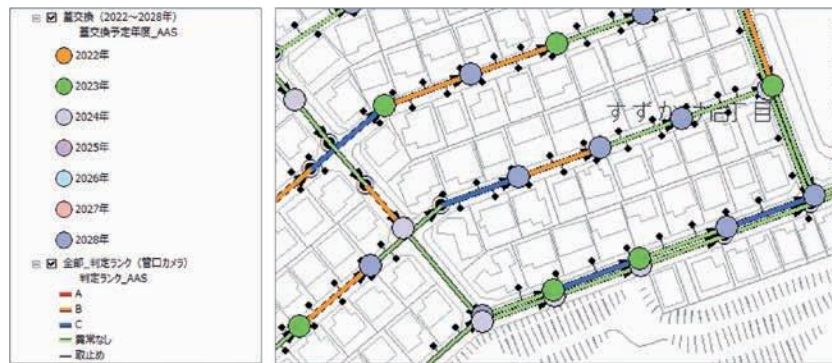 蓋交換（2022～2028年）
蓋交換予定年度_AAS
2022年
2023年
2024年
2025年
2026年
2027年
2028年
全部_判定ランク（管口カメラ）
判定ランク_AAS
A
B
C
異常なし
取止め
すずかけ台
丁目